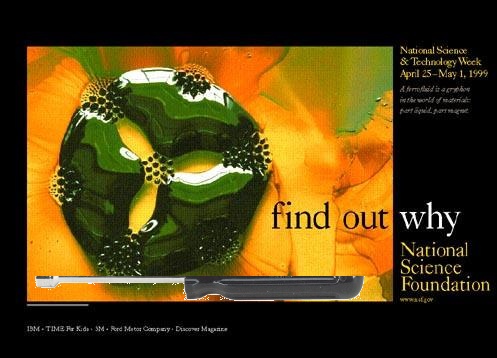 National Science
& Technology Week
April 25 – May 1, 1999
A ferrofluid is a gryphon
in the world of materials:
part liquid, part magnet.
find out why
National
Science
Foundation
www.nsf.gov
IBM • TIME For Kids • 3M • Ford Motor Company • Discover Magazine